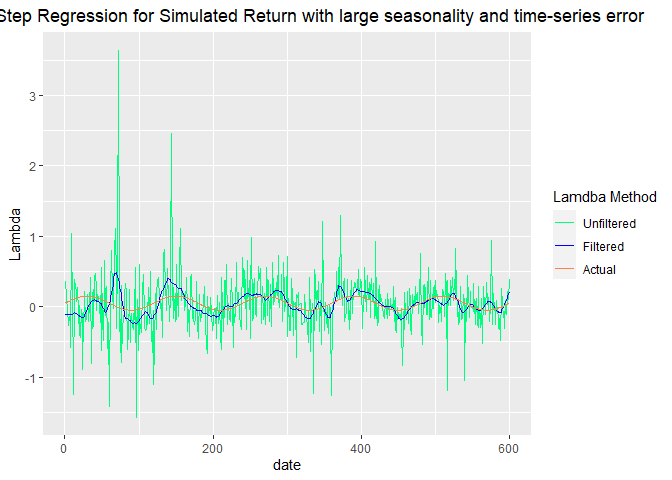 Step Regression for Simulated Return with large seasonality and time-series error
3
2
1
0
-1
Lambda
0
200
400
600
date
Lamdba Method
Unfiltered
Filtered
Actual